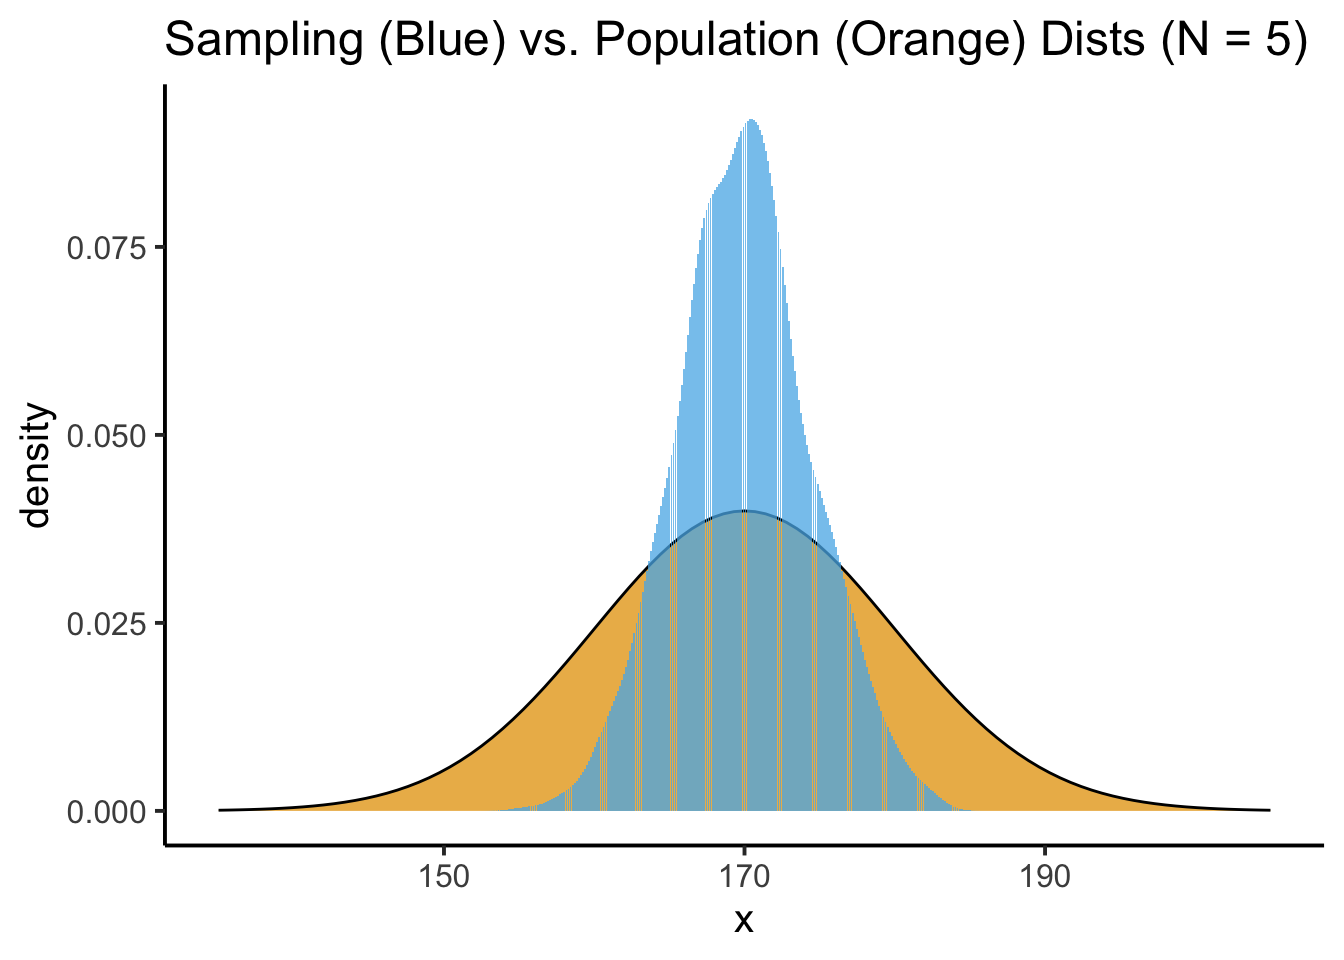 Sampling (Blue) vs. Population (Orange) Dists (N = 5)
density
0.075
0.050
0.025
0.000
150 170 190
x